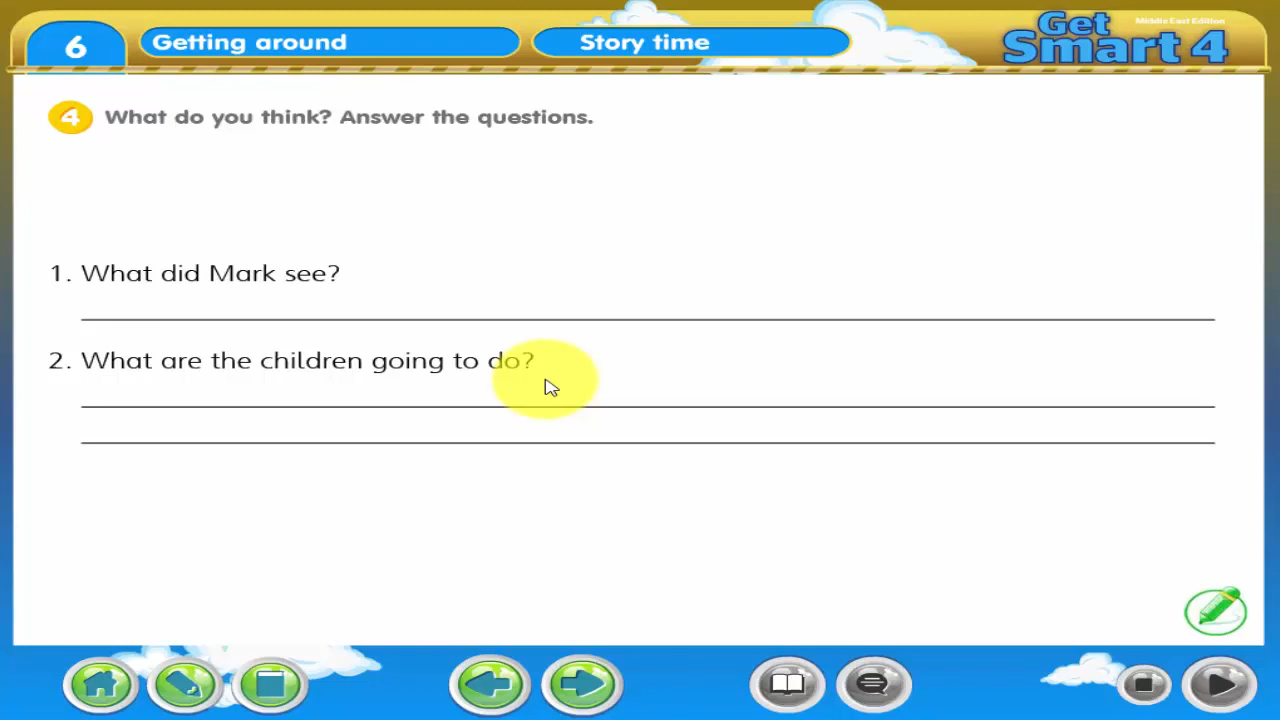 6
Getting around
Story time
Middle East Edition
Get
Smart 4
4 What do you think? Answer the questions.
1. What did Mark see?
2. What are the children going to do?